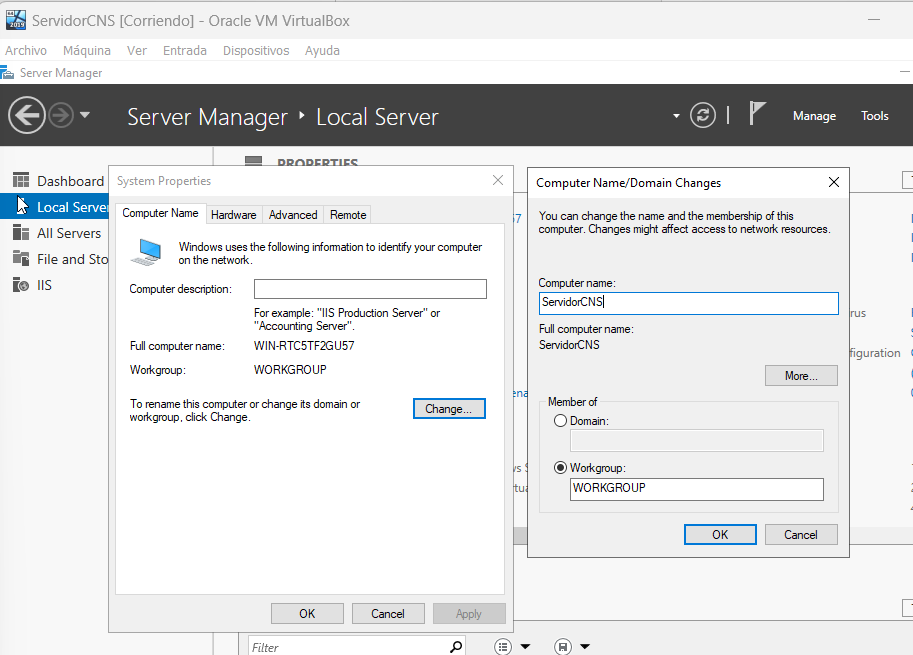 ServidorCNS [Corriendo] - Oracle VM VirtualBox
Archivo Máquina Ver Entrada Dispositivos Ayuda
Server Manager
Server Manager Local Server
Manage Tools
Dashboard
Local Server
All Servers
File and Sto
IIS
PROPERTIES
System Properties
Computer Name Hardware Advanced Remote
Windows uses the following information to identify your computer
on the network.
Computer description:
For example: "IIS Production Server" or
"Accounting Server".
Full computer name: WIN-RTC5TF2GU57
Workgroup: WORKGROUP
To rename this computer or change its domain or
workgroup, click Change.
Change...
OK Cancel Apply
Computer Name/Domain Changes
You can change the name and the membership of this
computer. Changes might affect access to network resources.
Computer name:
ServidorCNS
Full computer name:
ServidorCNS
More...
Member of
Domain:
Workgroup:
WORKGROUP
OK Cancel
57
rus
figuration
ena
Filter